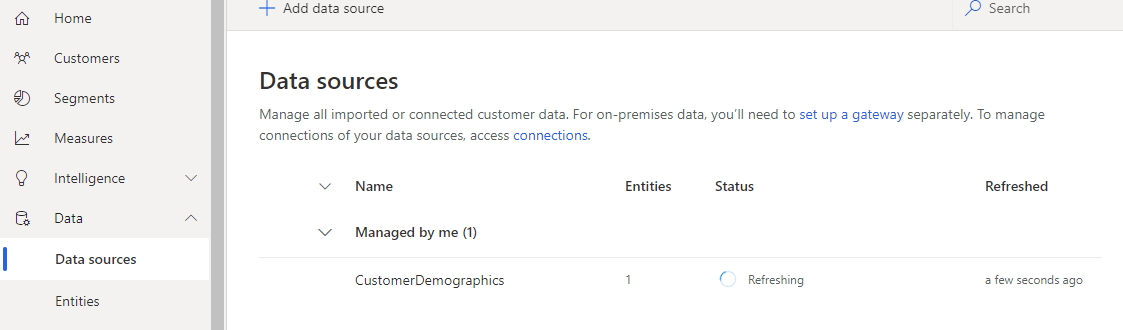 Home
Customers
Segments
Measures
Intelligence
Data
Data sources
Entities
Add data source
Search
Data sources
Manage all imported or connected customer data. For on-premises data, you’ll need to set up a gateway separately. To manage
connections of your data sources, access connections.
Name Entities Status Refreshed
Managed by me (1)
CustomerDemographics 1 Refreshing a few seconds ago